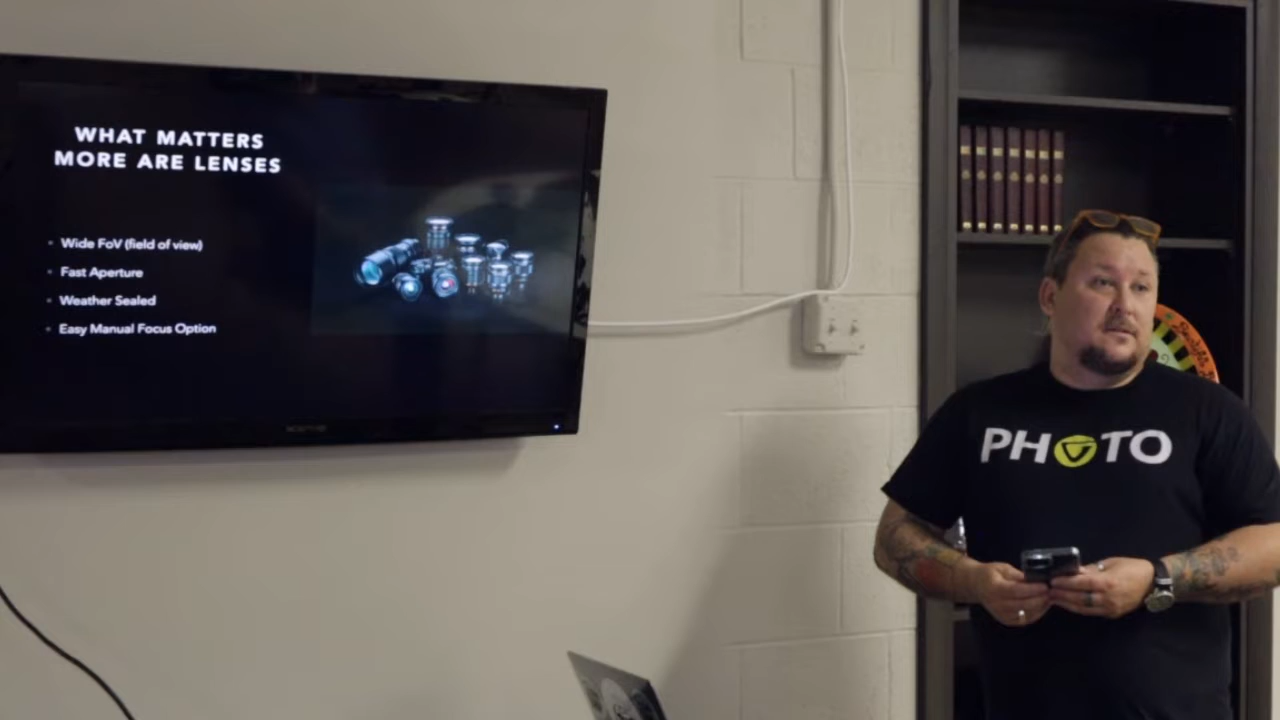 WHAT MATTERS
MORE ARE LENSES
Wide FoV (field of view)
Fast Aperture
Weather Sealed
Easy Manual Focus Option
PHOTO